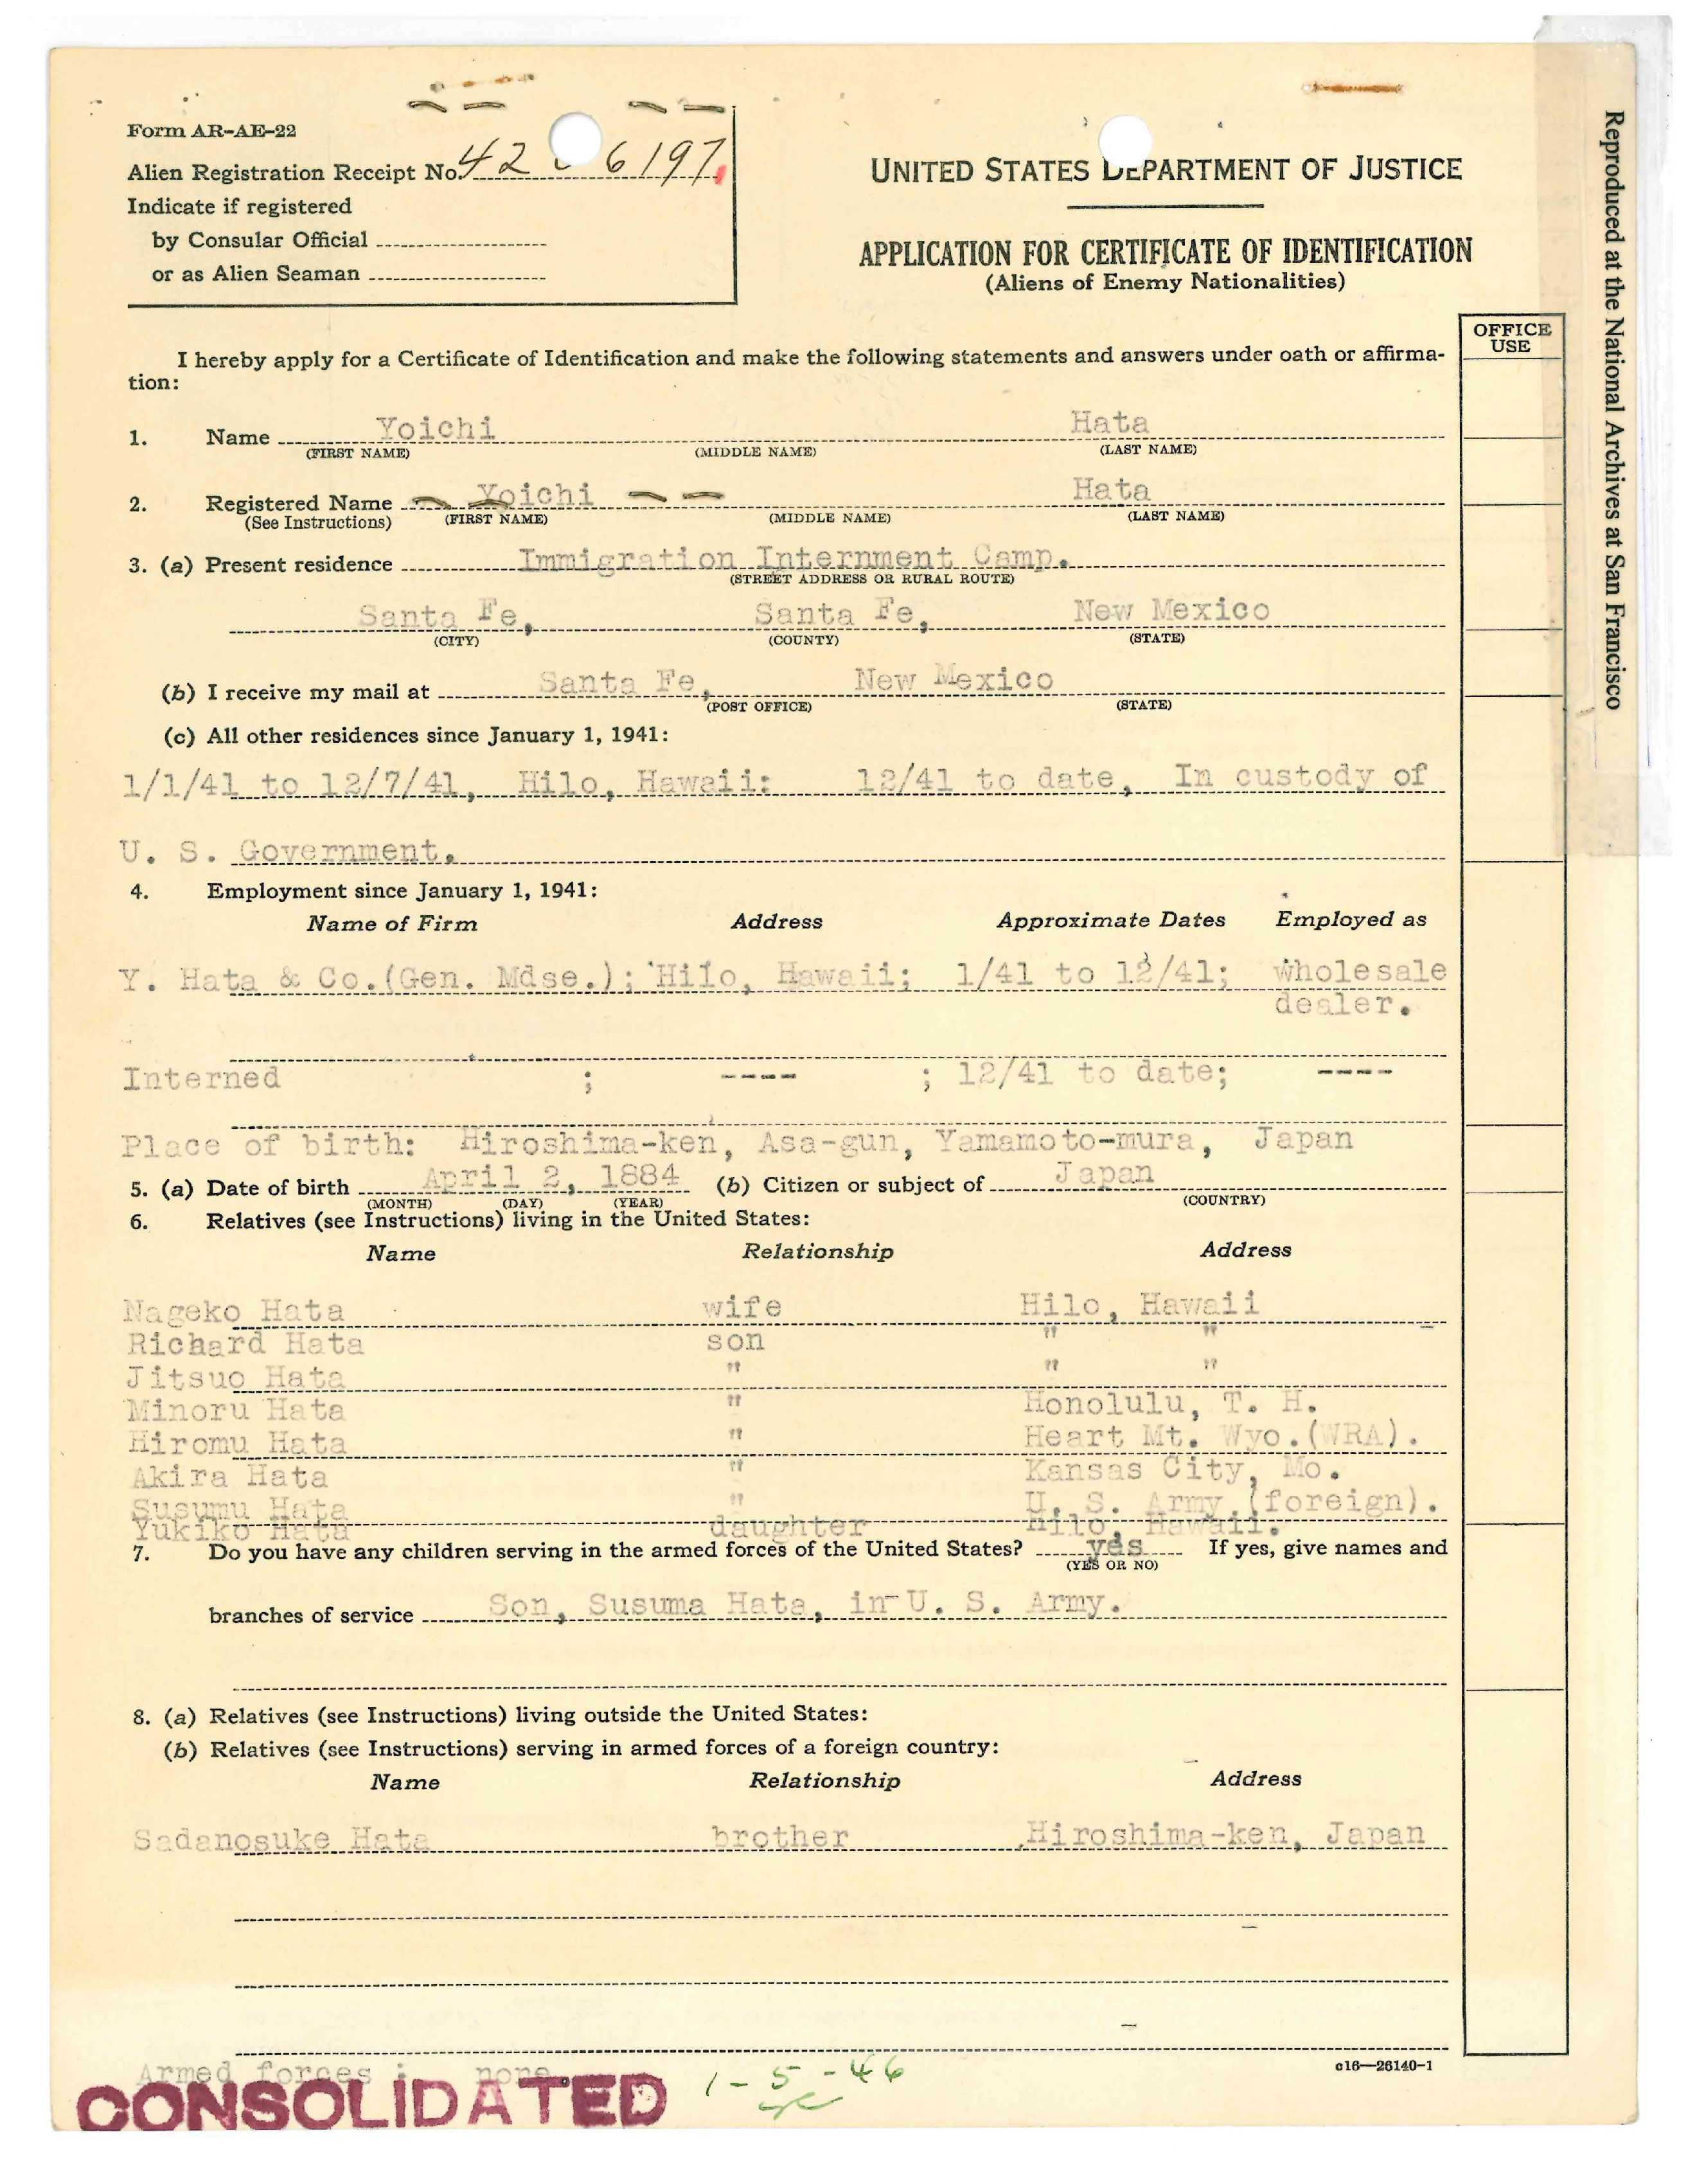 Form AR-AE-22
Alien Registration Receipt No. 42 6197
Indicate if registered
by Consular Official
or as Alien Seaman
UNITED STATES DEPARTMENT OF JUSTICE
APPLICATION FOR CERTIFICATE OF IDENTIFICATION
(Aliens of Enemy Nationalities)
OFFICE
USE
I hereby apply for a Certificate of Identification and make the following statements and answers under oath or affirma-
tion:
1. Name Yoichi Hata
(FIRST NAME) (MIDDLE NAME) (LAST NAME)
2. Registered Name Yoichi Hata
(See Instructions) (FIRST NAME) (MIDDLE NAME) (LAST NAME)
3. (a) Present residence Immigration Internment Camp.
(STREET ADDRESS OR RURAL ROUTE)
Santa Fe, Santa Fe, New Mexico
(CITY) (COUNTY) (STATE)
(b) I receive my mail at Santa Fe, New Mexico
(POST OFFICE) (STATE)
(c) All other residences since January 1, 1941:
1/1/41 to 12/7/41, Hilo, Hawaii: 12/41 to date, In custody of
U. S. Government.
4. Employment since January 1, 1941:
Name of Firm Address Approximate Dates Employed as
Y. Hata & Co.(Gen. Mdse.); Hilo, Hawaii; 1/41 to 12/41; wholesale
dealer.
Interned ; ---- ; 12/41 to date; ----
Place of birth: Hiroshima-ken, Asa-gun, Yamamoto-mura, Japan
5. (a) Date of birth April 2, 1884 (b) Citizen or subject of Japan
(MONTH) (DAY) (YEAR) (COUNTRY)
6. Relatives (see Instructions) living in the United States:
Name Relationship Address
Nageko Hata wife Hilo, Hawaii
Richard Hata son " "
Jitsuo Hata " " "
Minoru Hata " Honolulu, T. H.
Hiromu Hata " Heart Mt. Wyo.(WRA).
Akira Hata " Kansas City, Mo.
Susumu Hata " U. S. Army (foreign).
Yukiko Hata daughter Hilo, Hawaii.
7. Do you have any children serving in the armed forces of the United States? yes If yes, give names and
(YES OR NO)
branches of service Son, Susuma Hata, in U. S. Army.
8. (a) Relatives (see Instructions) living outside the United States:
(b) Relatives (see Instructions) serving in armed forces of a foreign country:
Name Relationship Address
Sadanosuke Hata brother Hiroshima-ken, Japan
c16—26140-1
Armed forces : none.
CONSOLIDATED 1-5-46
Reproduced at the National Archives at San Francisco